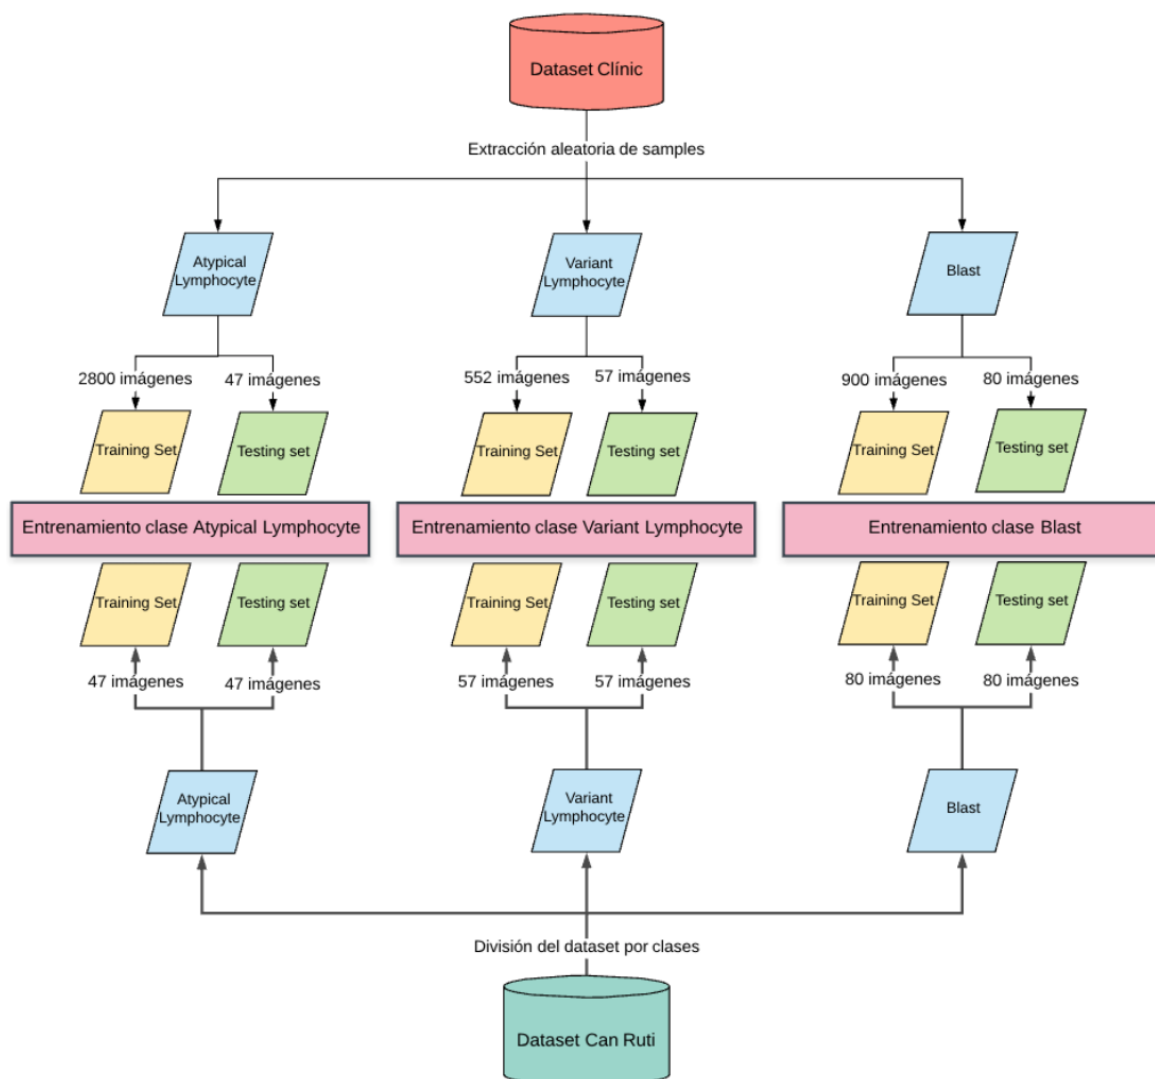 Dataset Clínic
Extracción aleatoria de samples
Atypical
Lymphocyte
Variant
Lymphocyte
Blast
2800 imágenes
47 imágenes
552 imágenes
57 imágenes
900 imágenes
80 imágenes
Training Set
Testing set
Training Set
Testing set
Training Set
Testing set
Entrenamiento clase Atypical Lymphocyte
Entrenamiento clase Variant Lymphocyte
Entrenamiento clase Blast
Training Set
Testing set
Training Set
Testing set
Training Set
Testing set
47 imágenes
47 imágenes
57 imágenes
57 imágenes
80 imágenes
80 imágenes
Atypical
Lymphocyte
Variant
Lymphocyte
Blast
División del dataset por clases
Dataset Can Ruti